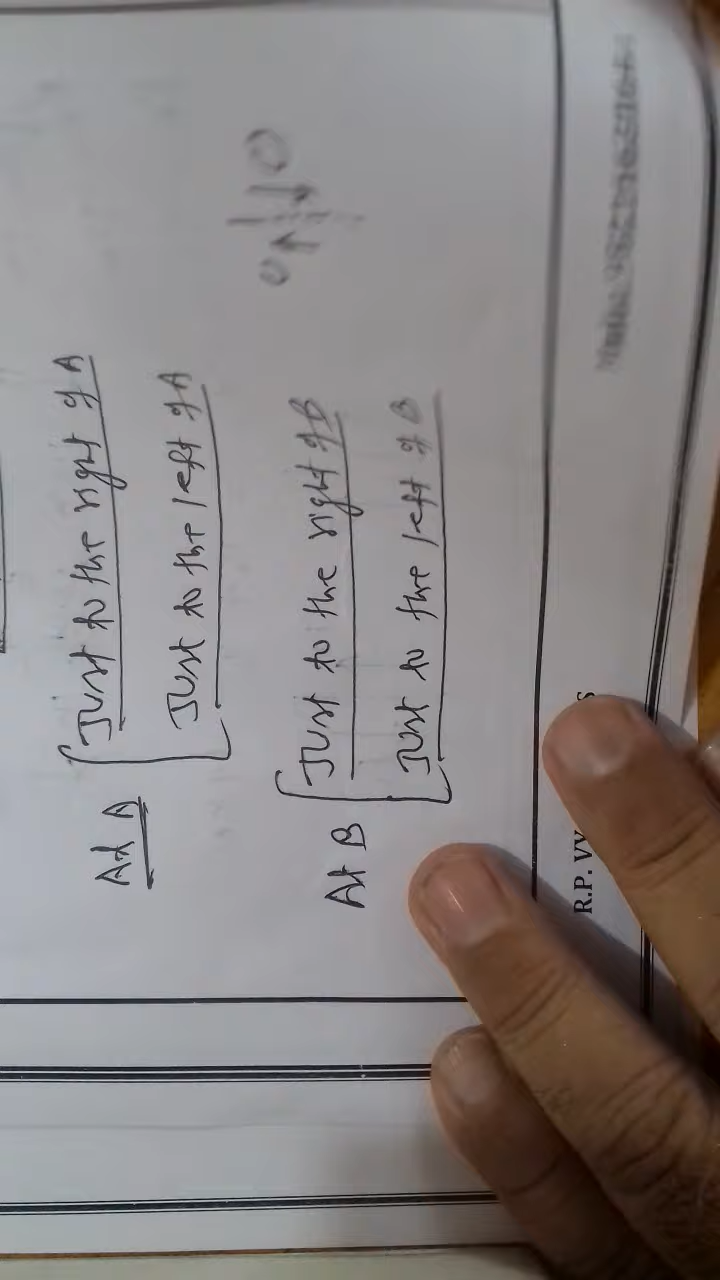 At A
Just to the right of A
Just to the left of A
At B
Just to the right of B
Just to the left of B
R.P.